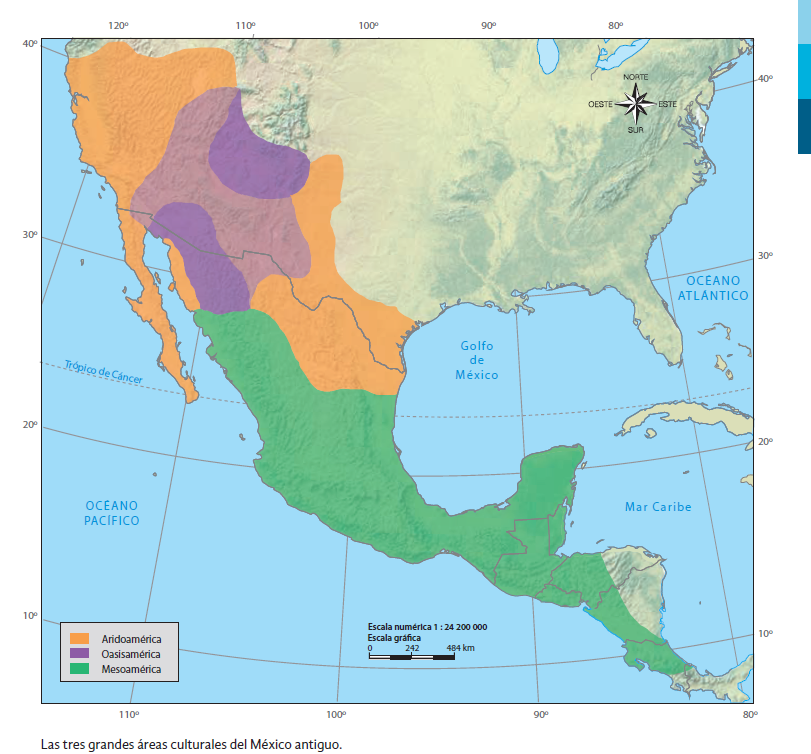 120º 110º 100º 90º 80º
40º
40º
NORTE
OESTE ESTE
SUR
30º
30º
OCÉANO
ATLÁNTICO
Golfo
de
México
Trópico de Cáncer
20º
20º
OCÉANO
PACÍFICO
Mar Caribe
10º
10º
Escala numérica 1 : 24 200 000
Escala gráfica
0 242 484 km
Aridoamérica
Oasisamérica
Mesoamérica
110º 100º 90º 80º
Las tres grandes áreas culturales del México antiguo.